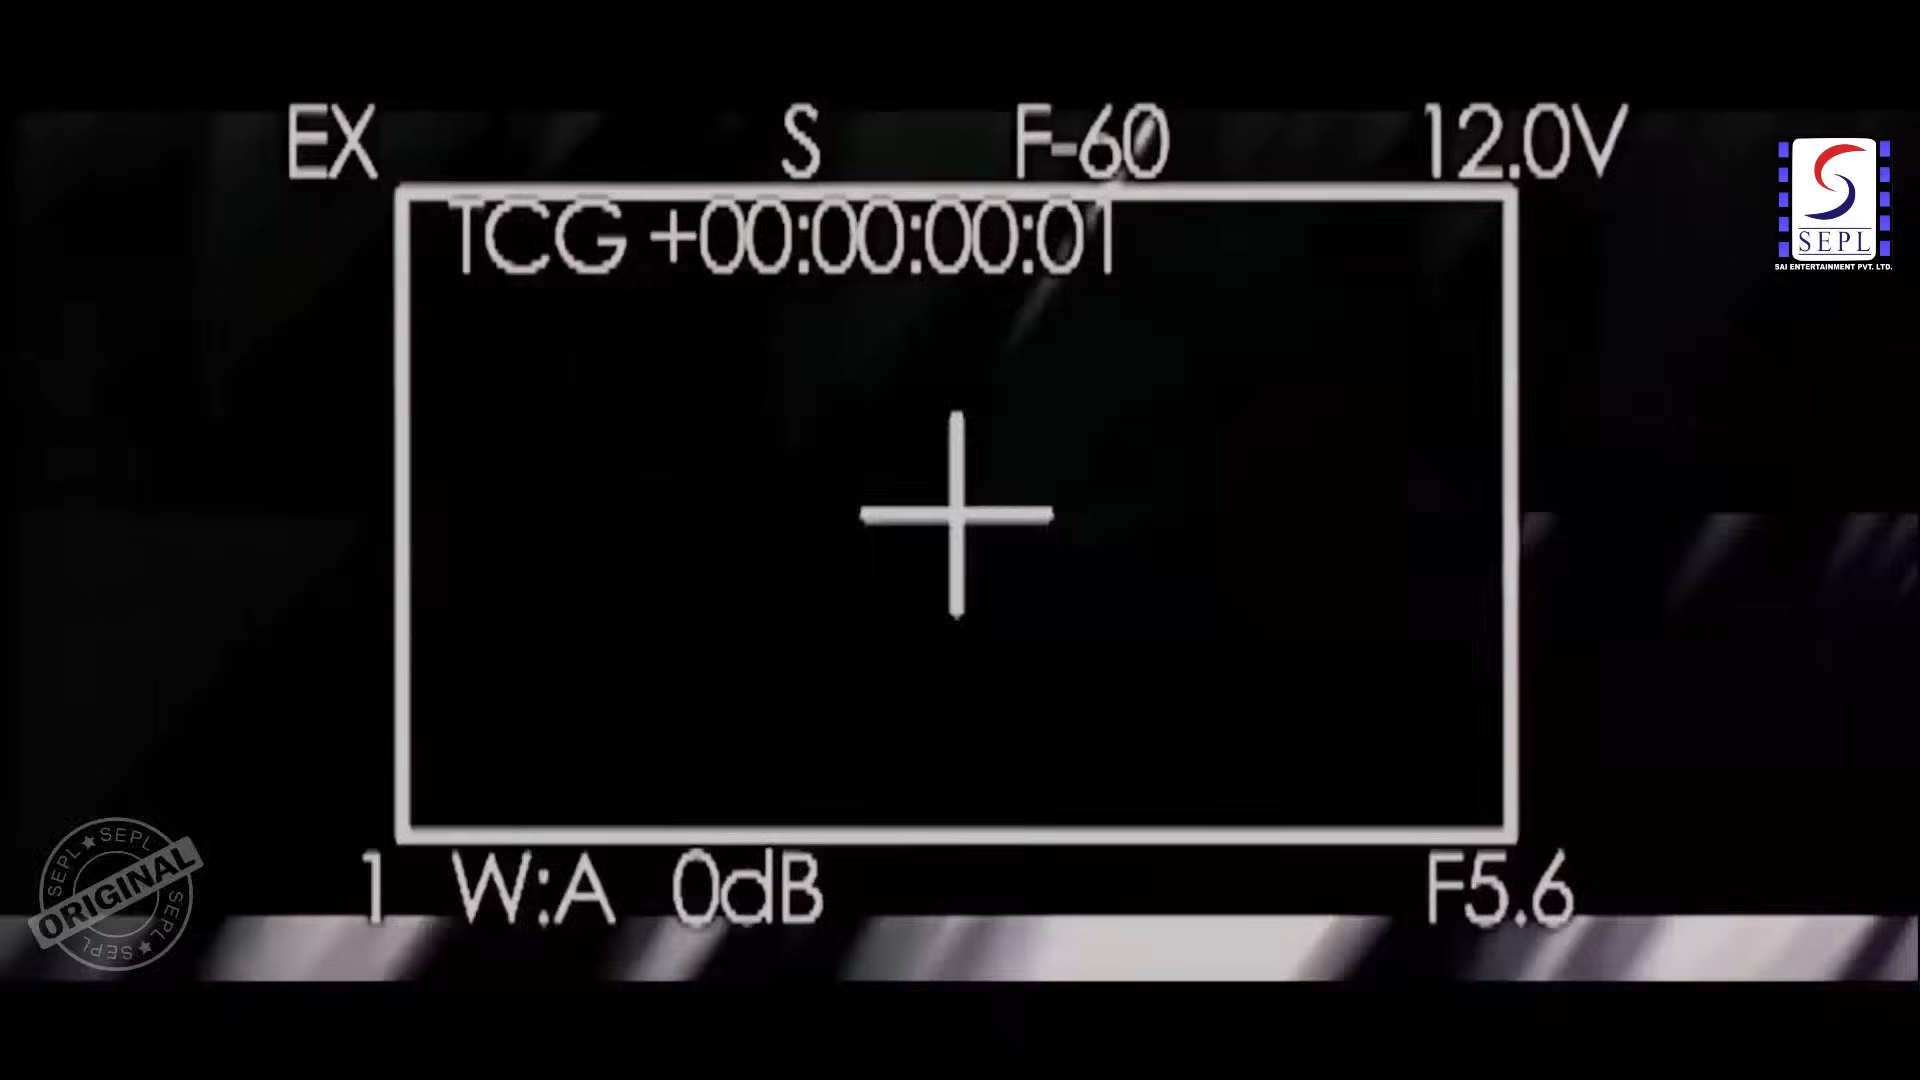 EX S F-60 12.0V
TCG +00:00:00:01
SEPL
SAI ENTERTAINMENT PVT. LTD.
1 W:A 0dB F5.6
SEPL SEPL
ORIGINAL
SEPL SEPL